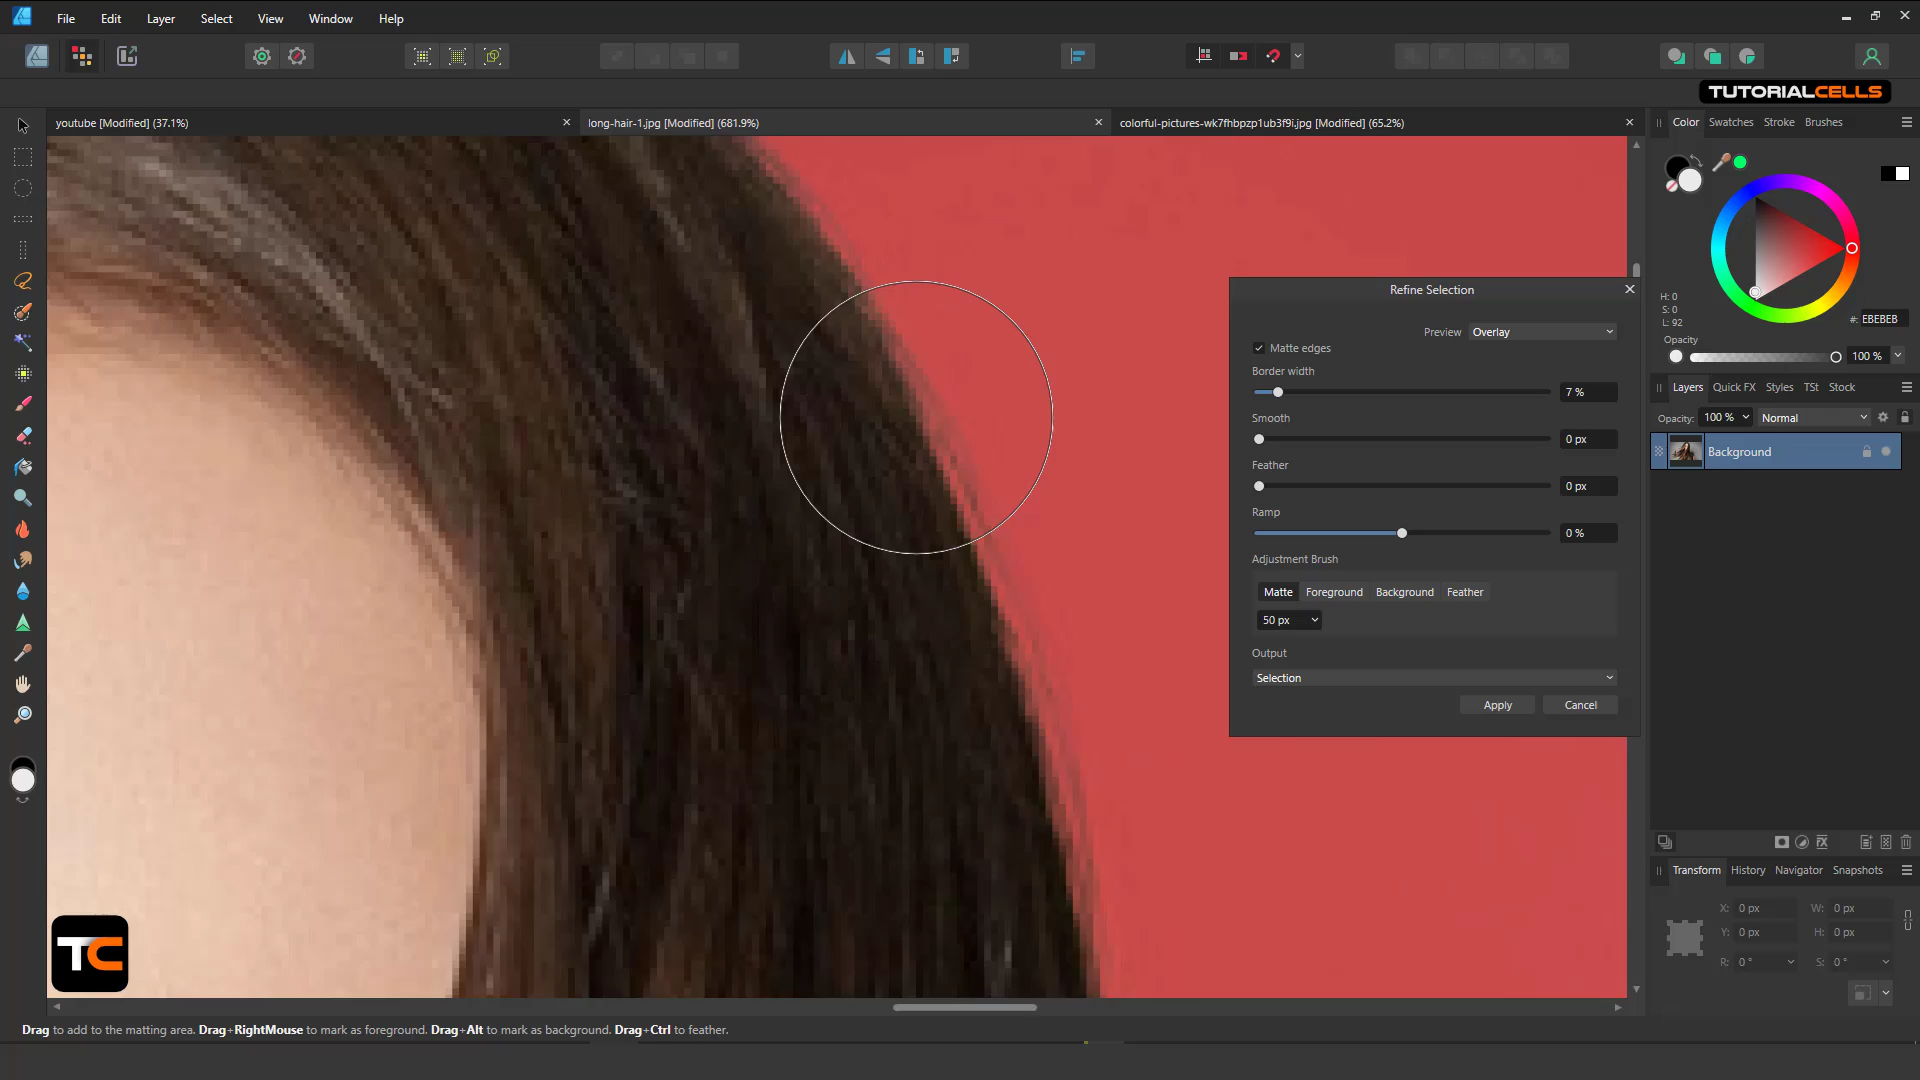 File Edit Layer Select View Window Help
TUTORIALCELLS
youtube [Modified] (37.1%)
long-hair-1.jpg [Modified] (681.9%)
colorful-pictures-wk7fhbpzp1ub3f9i.jpg [Modified] (65.2%)
Color Swatches Stroke Brushes
H: 0
S: 0
L: 92
#: EBEBEB
Opacity
100 %
Layers Quick FX Styles TSt Stock
Opacity: 100 % Normal
Background
Refine Selection
Preview Overlay
Matte edges
Border width
7 %
Smooth
0 px
Feather
0 px
Ramp
0 %
Adjustment Brush
Matte Foreground Background Feather
50 px
Output
Selection
Apply Cancel
Transform History Navigator Snapshots
X: 0 px W: 0 px
Y: 0 px H: 0 px
R: 0 ° S: 0 °
TC
Drag to add to the matting area. Drag+RightMouse to mark as foreground. Drag+Alt to mark as background. Drag+Ctrl to feather.